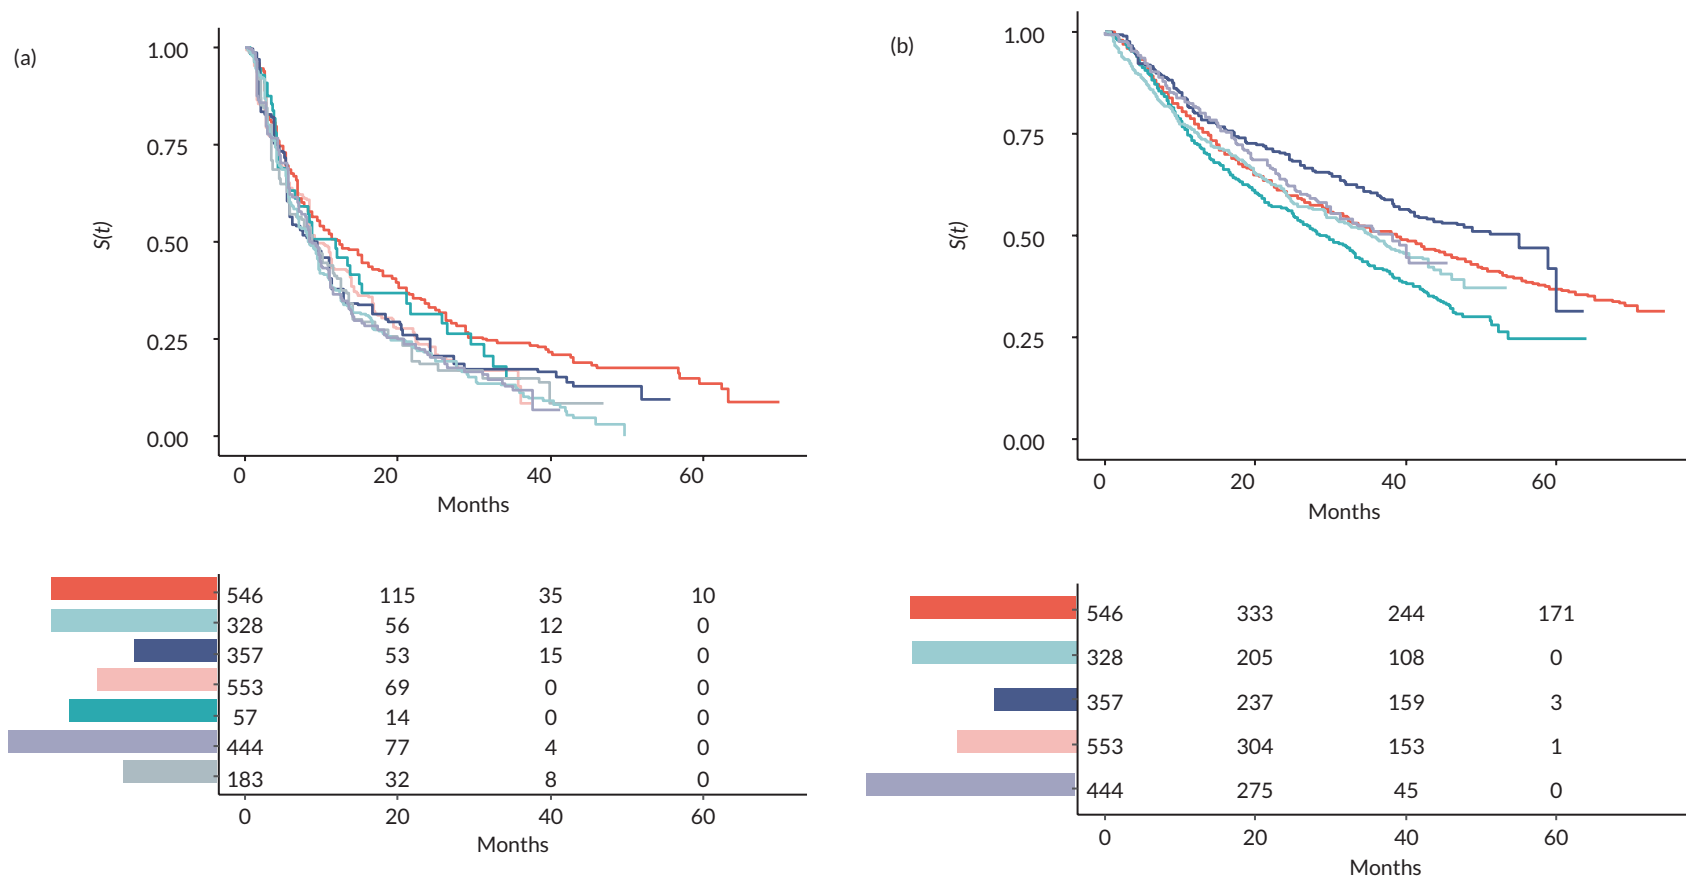 (a)
1.00
0.75
0.50
0.25
0.00
S(t)
0 20 40 60
Months
546 115 35 10
328 56 12 0
357 53 15 0
553 69 0 0
57 14 0 0
444 77 4 0
183 32 8 0
0 20 40 60
Months
(b)
1.00
0.75
0.50
0.25
0.00
S(t)
0 20 40 60
Months
546 333 244 171
328 205 108 0
357 237 159 3
553 304 153 1
444 275 45 0
0 20 40 60
Months